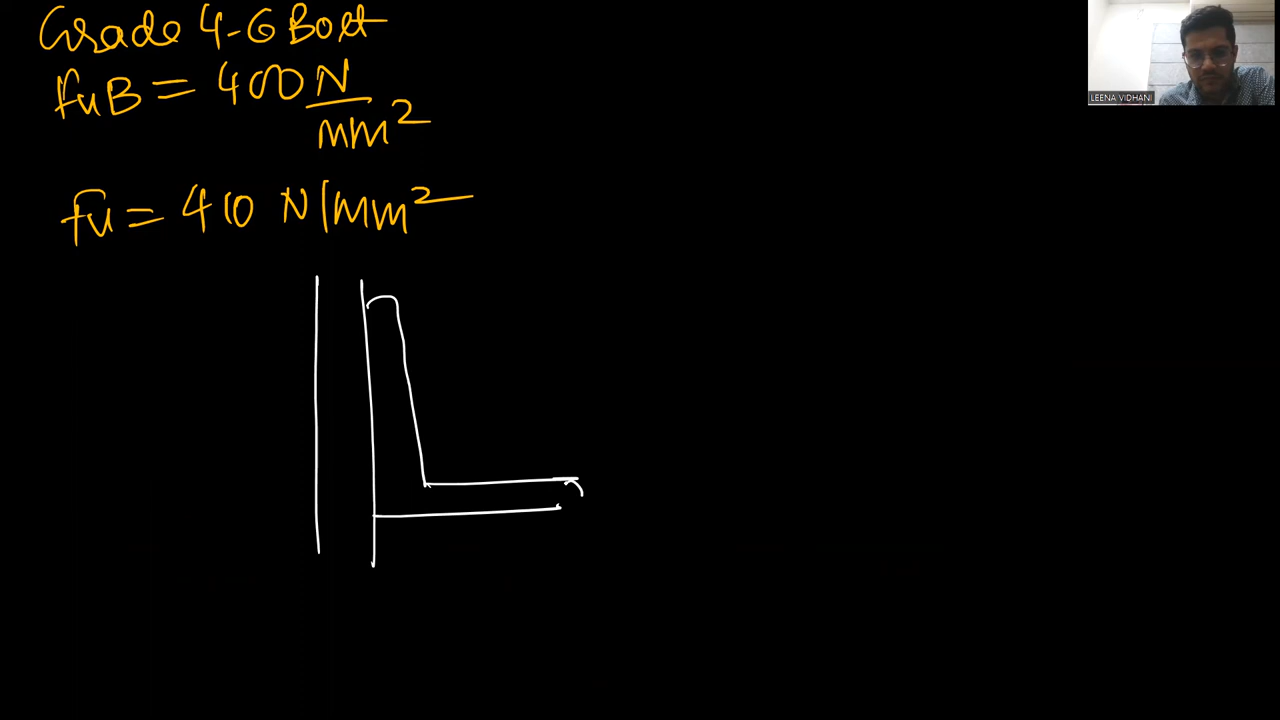 Grade 4-6 Bolt
fuB = 400 N/mm²
fu = 410 N/mm²
LEENA VIDHANI